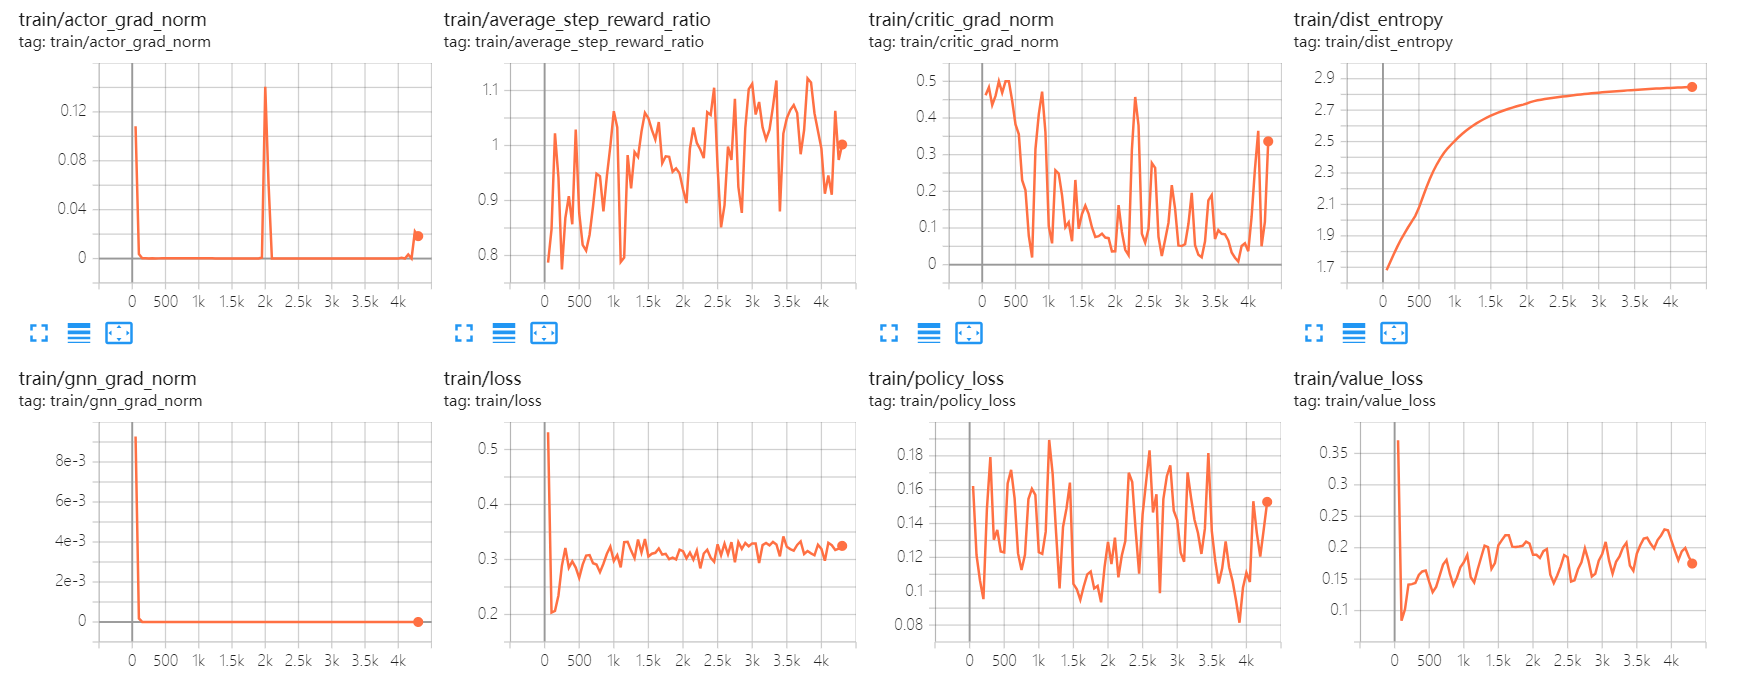 train/actor_grad_norm
tag: train/actor_grad_norm
0.12
0.08
0.04
0
0 500 1k 1.5k 2k 2.5k 3k 3.5k 4k
train/average_step_reward_ratio
tag: train/average_step_reward_ratio
1.1
1
0.9
0.8
0 500 1k 1.5k 2k 2.5k 3k 3.5k 4k
train/critic_grad_norm
tag: train/critic_grad_norm
0.5
0.4
0.3
0.2
0.1
0
0 500 1k 1.5k 2k 2.5k 3k 3.5k 4k
train/dist_entropy
tag: train/dist_entropy
2.9
2.7
2.5
2.3
2.1
1.9
1.7
0 500 1k 1.5k 2k 2.5k 3k 3.5k 4k
train/gnn_grad_norm
tag: train/gnn_grad_norm
8e-3
6e-3
4e-3
2e-3
0
0 500 1k 1.5k 2k 2.5k 3k 3.5k 4k
train/loss
tag: train/loss
0.5
0.4
0.3
0.2
0 500 1k 1.5k 2k 2.5k 3k 3.5k 4k
train/policy_loss
tag: train/policy_loss
0.18
0.16
0.14
0.12
0.1
0.08
0 500 1k 1.5k 2k 2.5k 3k 3.5k 4k
train/value_loss
tag: train/value_loss
0.35
0.3
0.25
0.2
0.15
0.1
0 500 1k 1.5k 2k 2.5k 3k 3.5k 4k